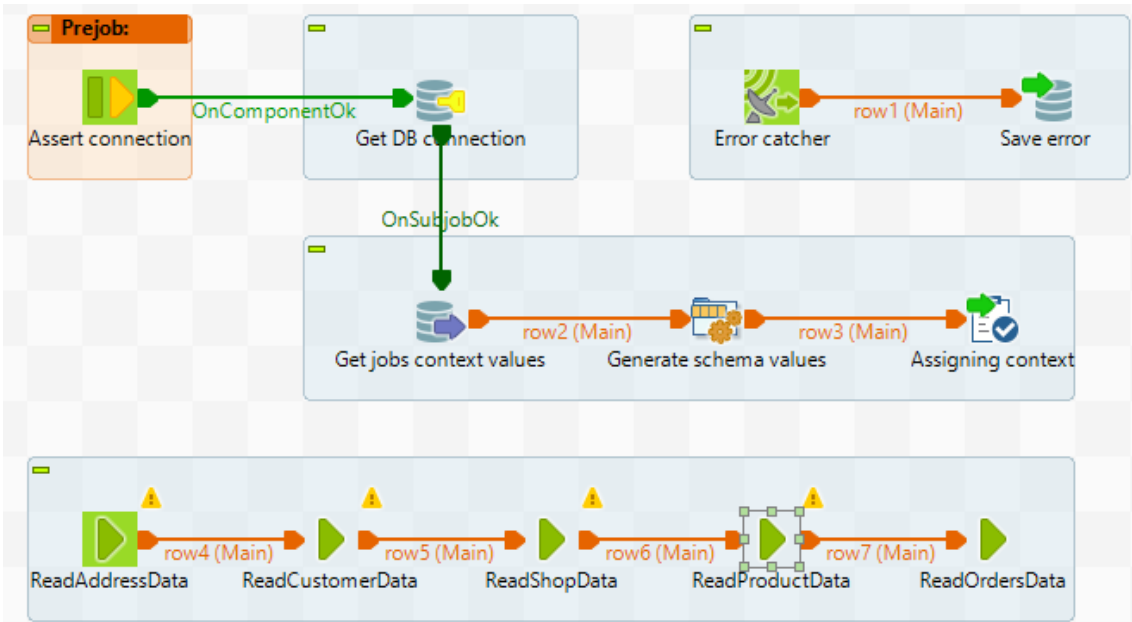 Prejob:
OnComponentOk
Assert connection
Get DB connection
row1 (Main)
Error catcher
Save error
OnSubjobOk
row2 (Main)
row3 (Main)
Get jobs context values
Generate schema values
Assigning context
row4 (Main)
row5 (Main)
row6 (Main)
row7 (Main)
ReadAddressData
ReadCustomerData
ReadShopData
ReadProductData
ReadOrdersData